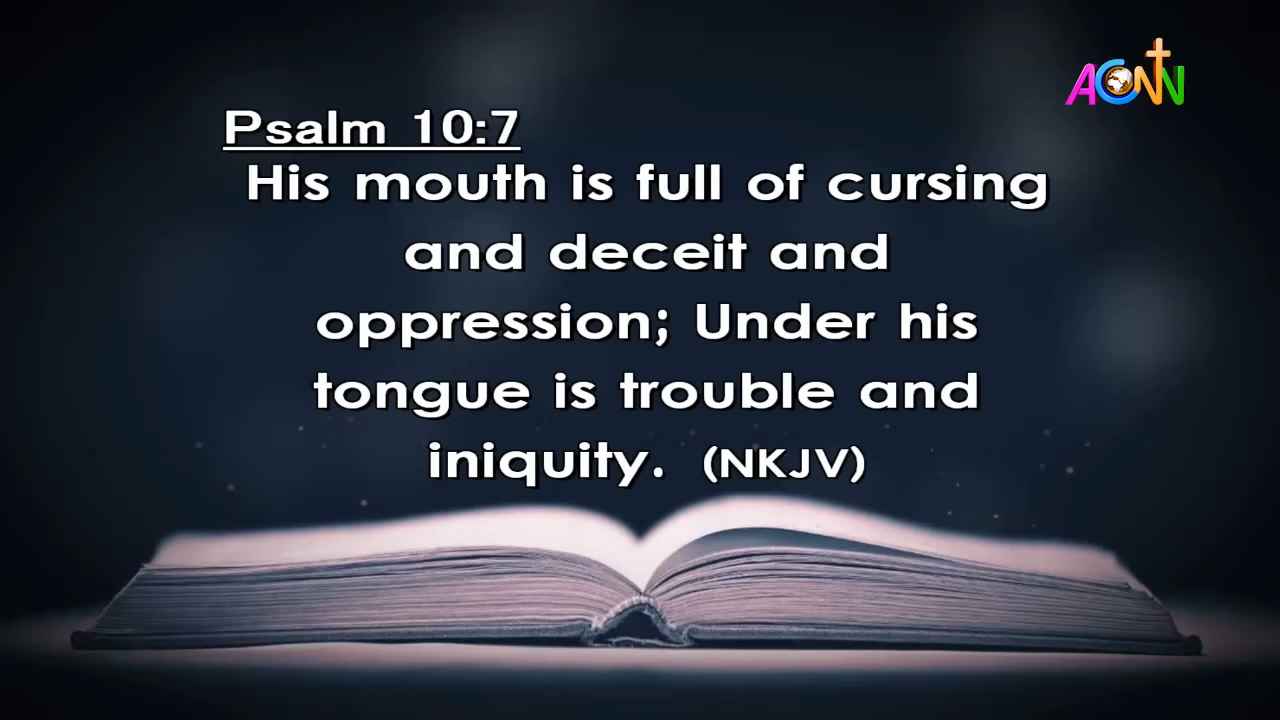 ACNN
Psalm 10:7
His mouth is full of cursing
and deceit and
oppression; Under his
tongue is trouble and
iniquity. (NKJV)